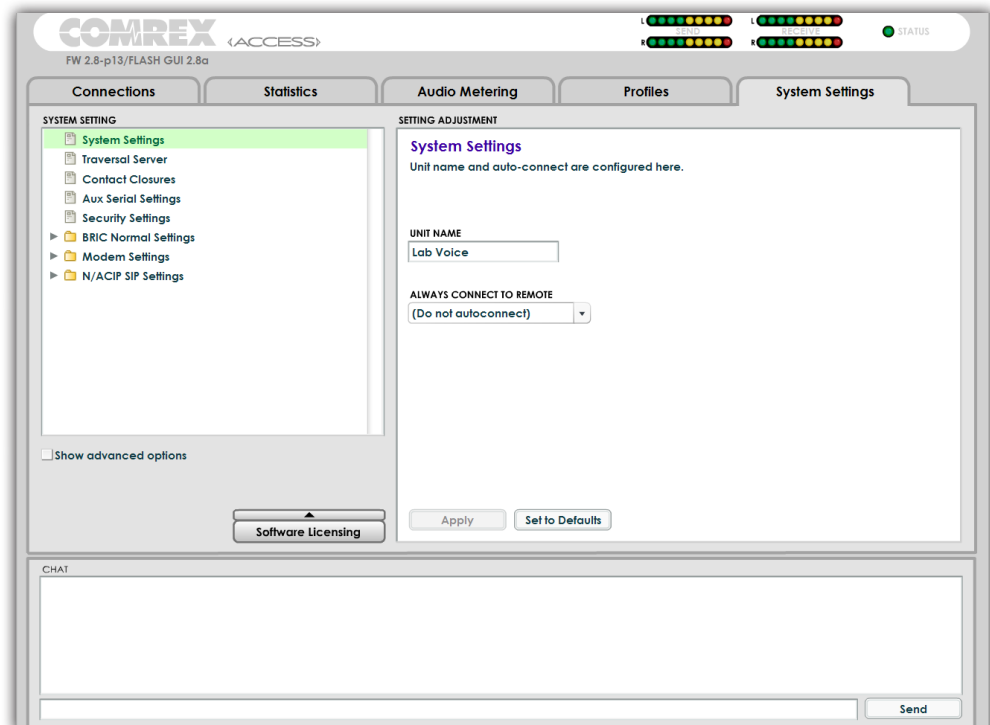 COMREX ⟨ACCESS⟩
L
SEND
R
L
RECEIVE
R
STATUS
FW 2.8-p13/FLASH GUI 2.8a
Connections
Statistics
Audio Metering
Profiles
System Settings
SYSTEM SETTING
System Settings
Traversal Server
Contact Closures
Aux Serial Settings
Security Settings
BRIC Normal Settings
Modem Settings
N/ACIP SIP Settings
Show advanced options
Software Licensing
SETTING ADJUSTMENT
System Settings
Unit name and auto-connect are configured here.
UNIT NAME
Lab Voice
ALWAYS CONNECT TO REMOTE
(Do not autoconnect)
Apply
Set to Defaults
CHAT
Send